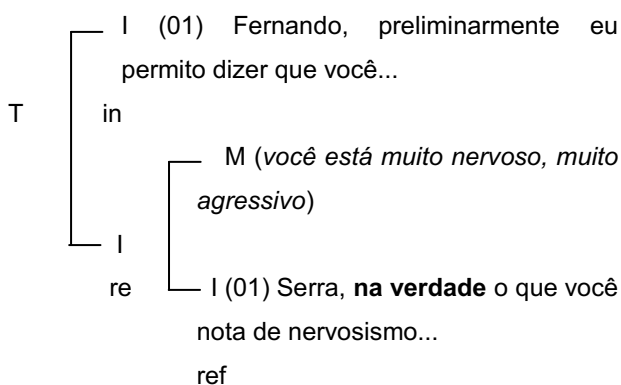 I (01) Fernando, preliminarmente eu
permito dizer que você...
T in
M (você está muito nervoso, muito
agressivo)
I
re I (01) Serra, na verdade o que você
nota de nervosismo...
ref